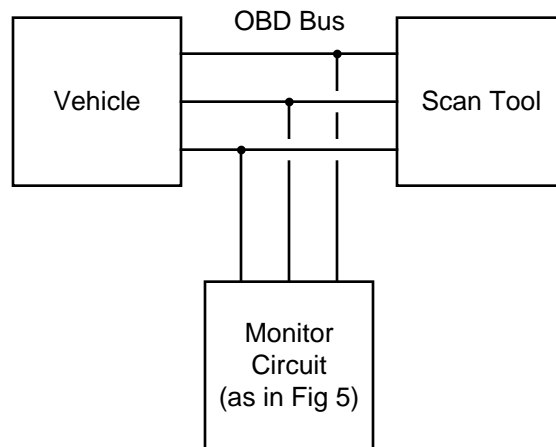 OBD Bus
Vehicle
Scan Tool
Monitor
Circuit
(as in Fig 5)